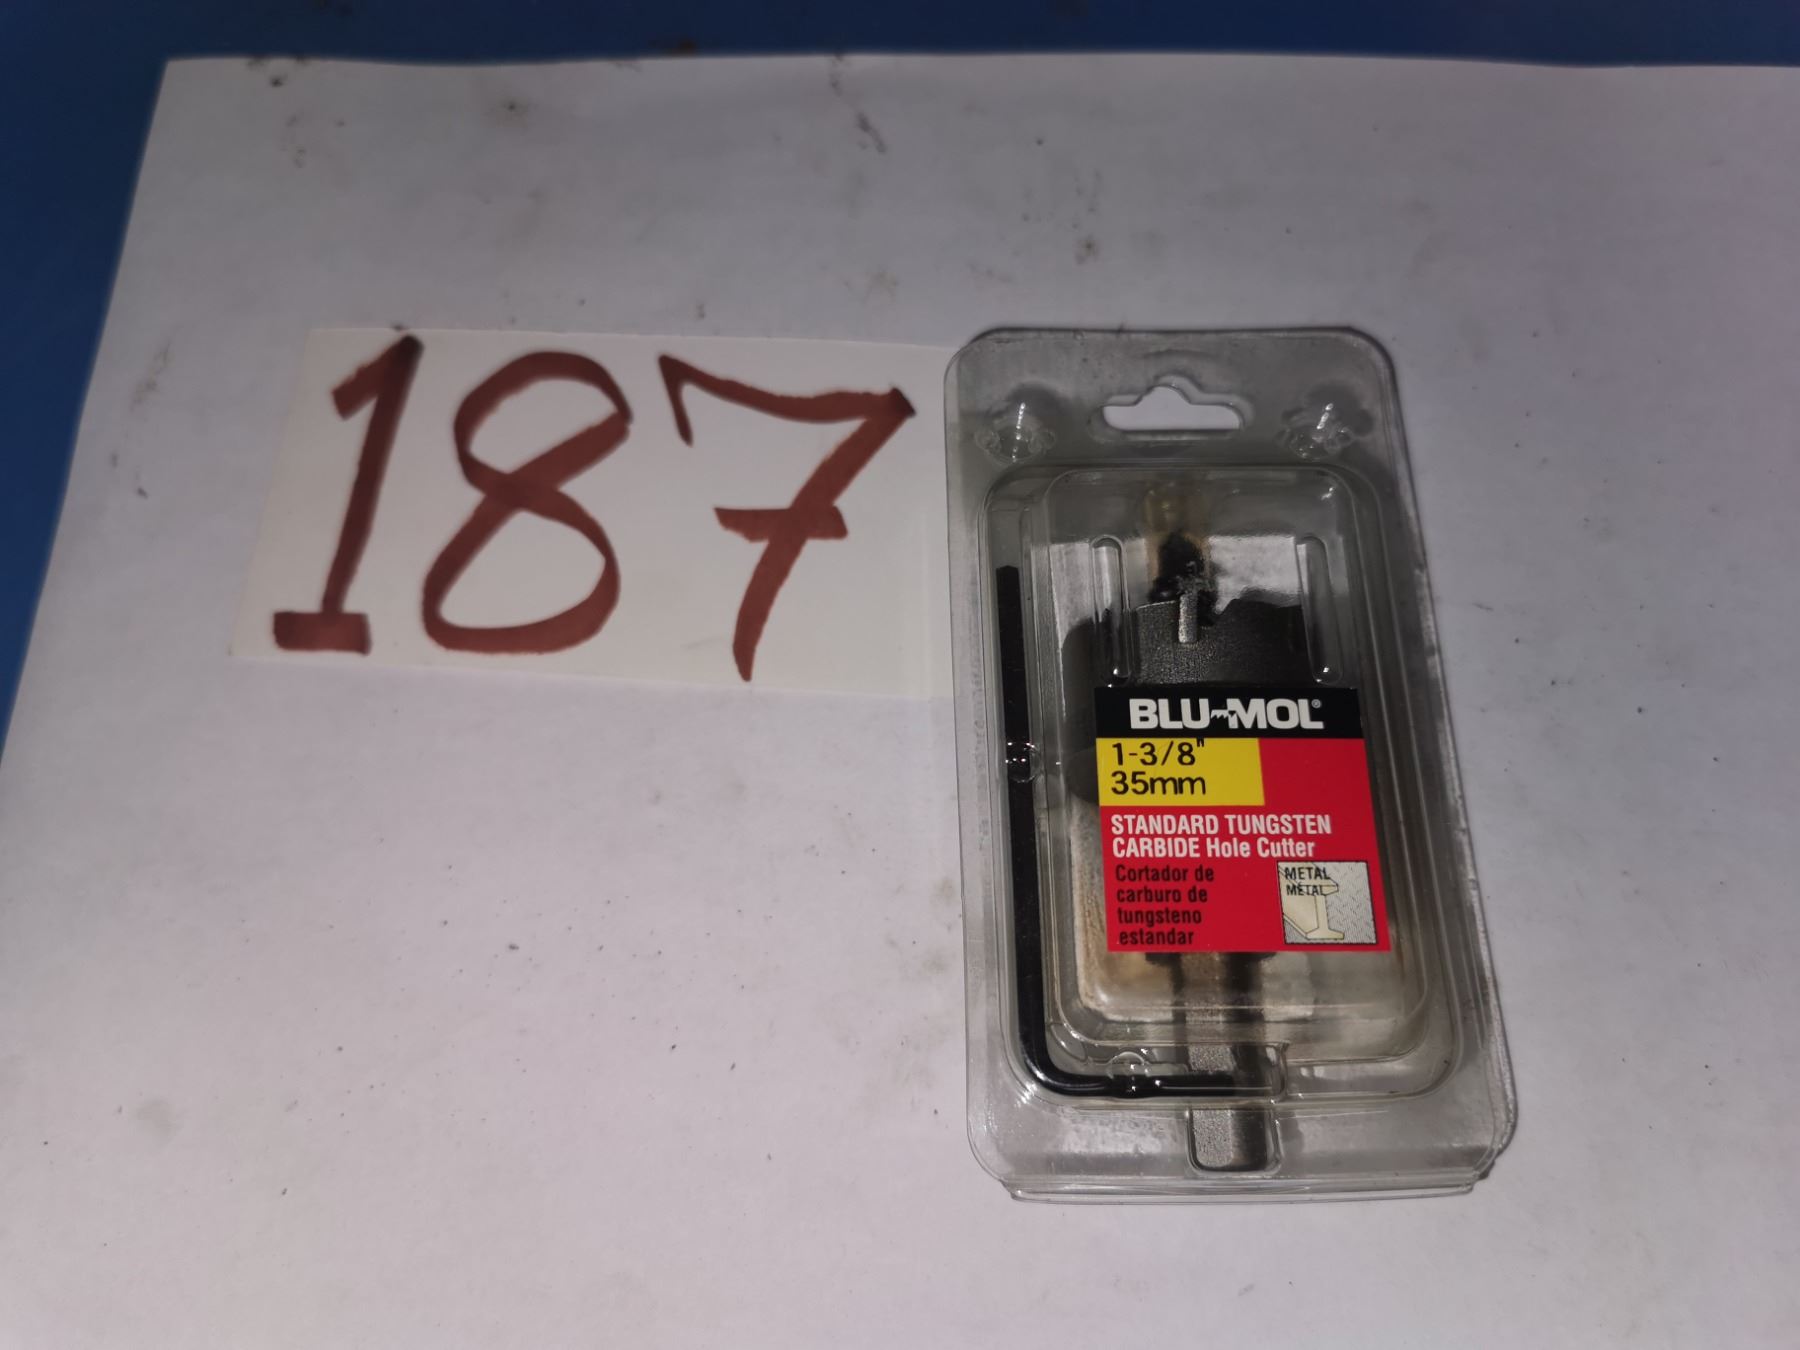 187
BLU-MOL®
1-3/8"
35mm
STANDARD TUNGSTEN
CARBIDE Hole Cutter
Cortador de
carburo de
tungsteno
estandar
METAL
MÉTAL